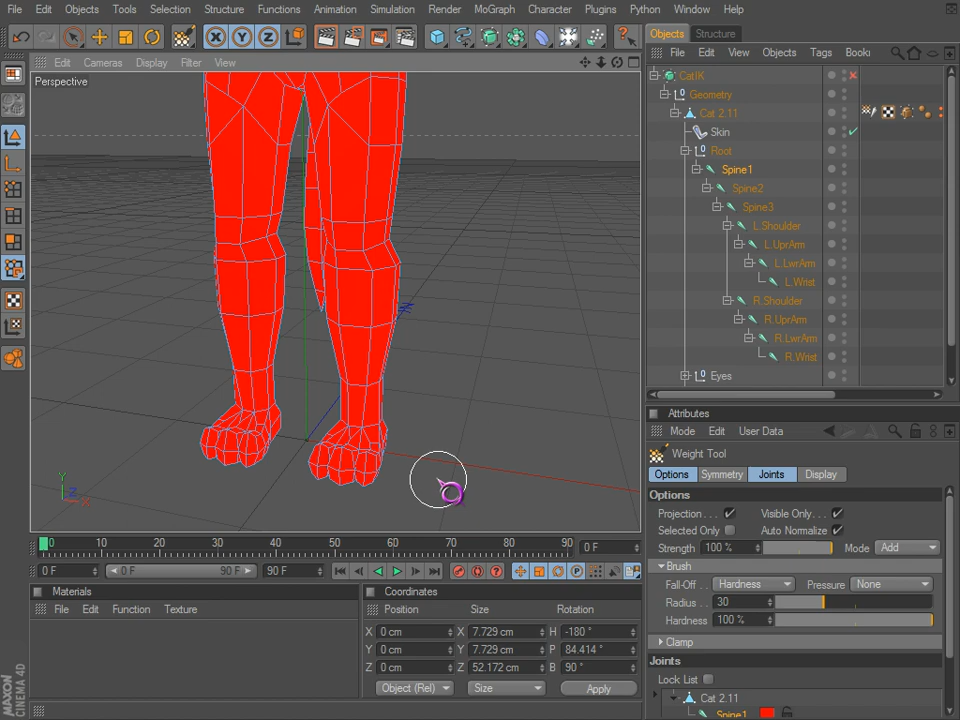 File Edit Objects Tools Selection Structure Functions Animation Simulation Render MoGraph Character Plugins Python Window Help
Objects Structure
Edit Cameras Display Filter View
File Edit View Objects Tags Booki
Perspective
CatIK
Geometry
Cat 2.11
Skin
Root
Spine1
Spine2
Spine3
L.Shoulder
L.UprArm
L.LwrArm
L.Wrist
R.Shoulder
R.UprArm
R.LwrArm
R.Wrist
Eyes
Attributes
Mode Edit User Data
Weight Tool
Options Symmetry Joints Display
Options
Projection . . Visible Only . . .
Selected Only Auto Normalize
Strength 100 % Mode Add
Brush
Fall-Off . . Hardness Pressure None
Radius . . 30
Hardness 100 %
Clamp
Joints
Lock List
Cat 2.11
Spine1
Y
Z
X
0 10 20 30 40 50 60 70 80 90 0 F
0 F 0 F 90 F 90 F
Materials
File Edit Function Texture
Coordinates
Position Size Rotation
X 0 cm X 7.729 cm H -180 °
Y 0 cm Y 7.729 cm P 84.414 °
Z 0 cm Z 52.172 cm B 90 °
Object (Rel) Size Apply
MAXON
CINEMA 4D